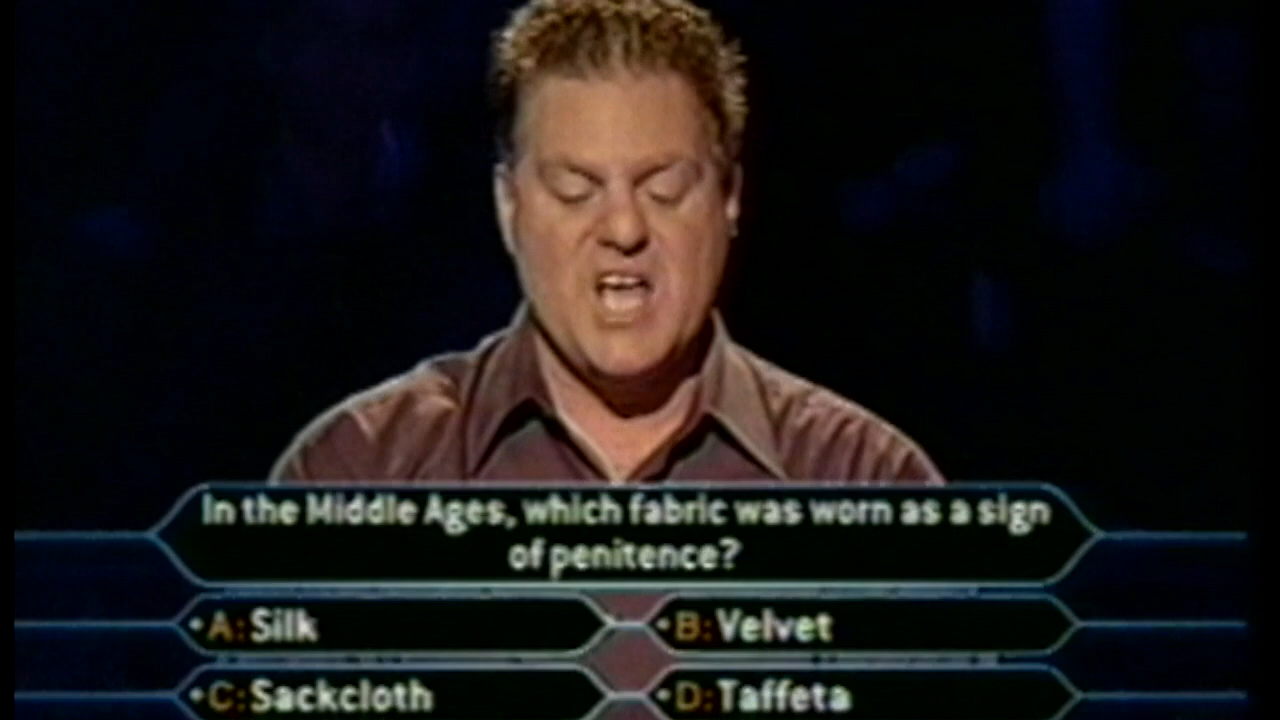 In the Middle Ages, which fabric was worn as a sign
of penitence?
A: Silk
B: Velvet
C: Sackcloth
D: Taffeta